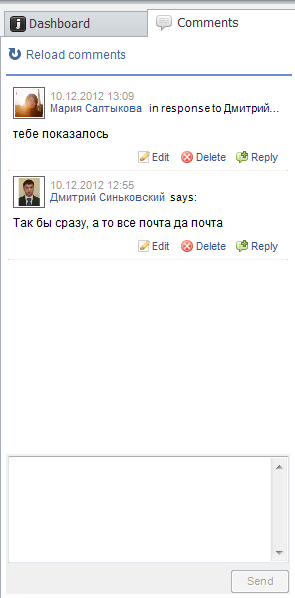 Dashboard
Comments
Reload comments
10.12.2012 13:09
Мария Салтыкова in response to Дмитрий...
тебе показалось
Edit Delete Reply
10.12.2012 12:55
Дмитрий Синьковский says:
Так бы сразу, а то все почта да почта
Edit Delete Reply
Send